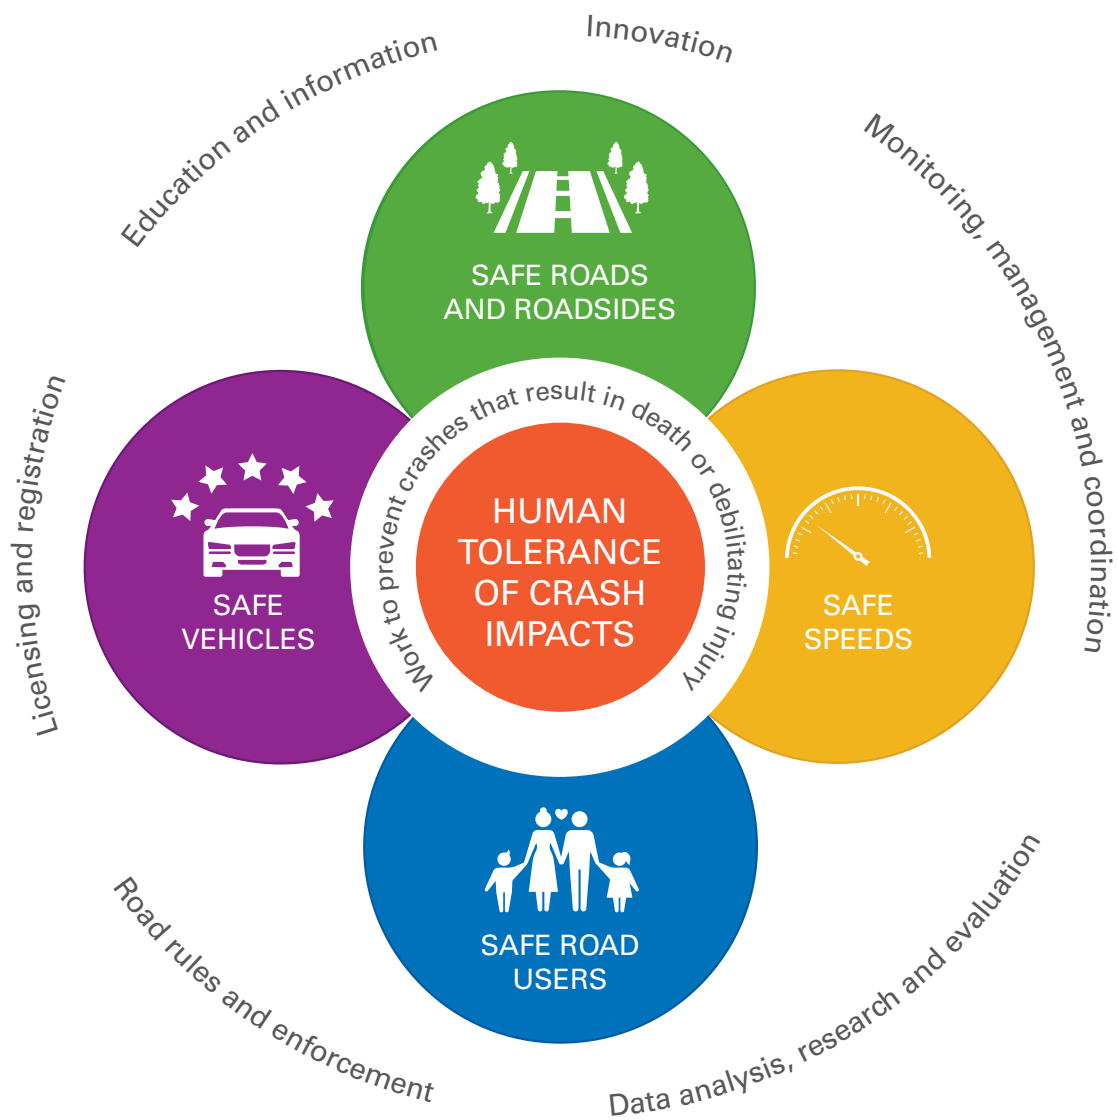 Innovation
Education and information
Monitoring, management and coordination
SAFE ROADS
AND ROADSIDES
Licensing and registration
Work to prevent crashes that result in death or debilitating injury
HUMAN
TOLERANCE
OF CRASH
IMPACTS
SAFE
VEHICLES
SAFE
SPEEDS
SAFE ROAD
USERS
Road rules and enforcement
Data analysis, research and evaluation